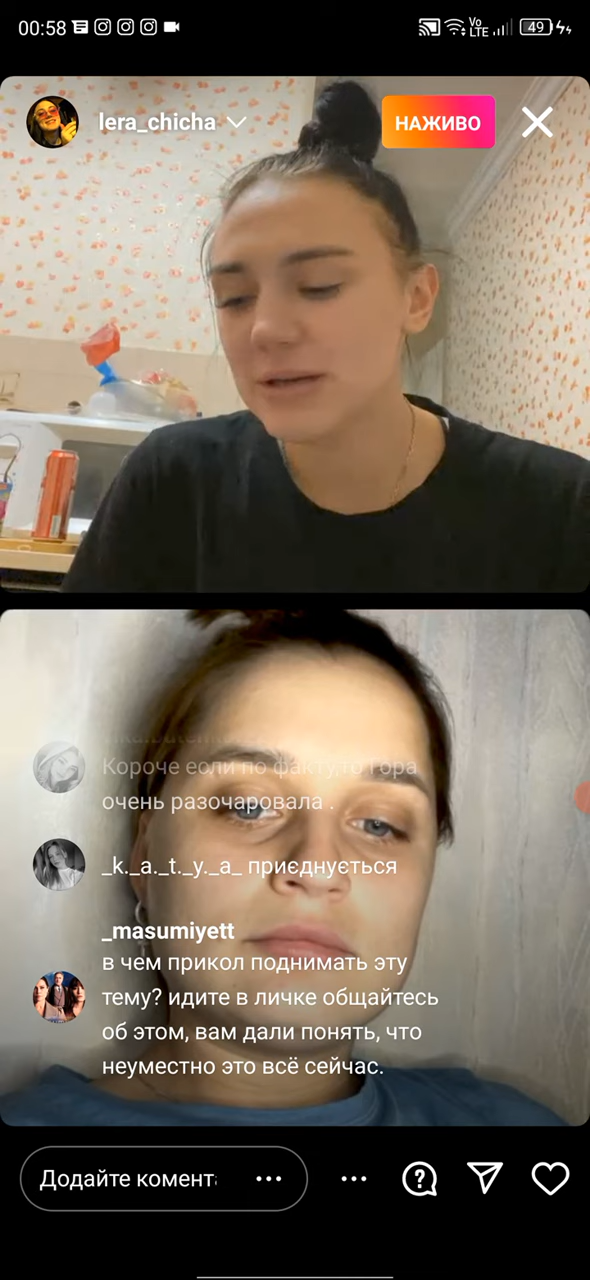 00:58
Vo
LTE
49
lera_chicha
НАЖИВО
Короче если по факту,то гора
очень разочаровала .
_k._a._t._y._a_ приєднується
_masumiyett
в чем прикол поднимать эту
тему? идите в личке общайтесь
об этом, вам дали понять, что
неуместно это всё сейчас.
Додайте комент